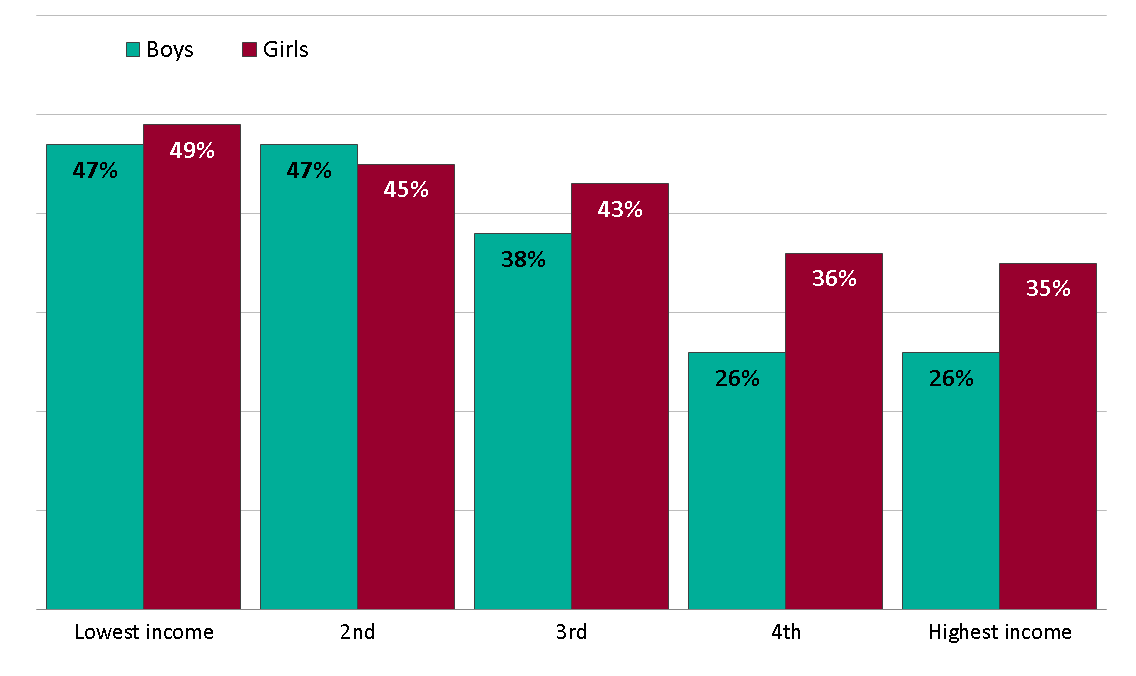 Boys Girls
47% 49% 47% 45% 38% 43% 26% 36% 26% 35%
Lowest income 2nd 3rd 4th Highest income